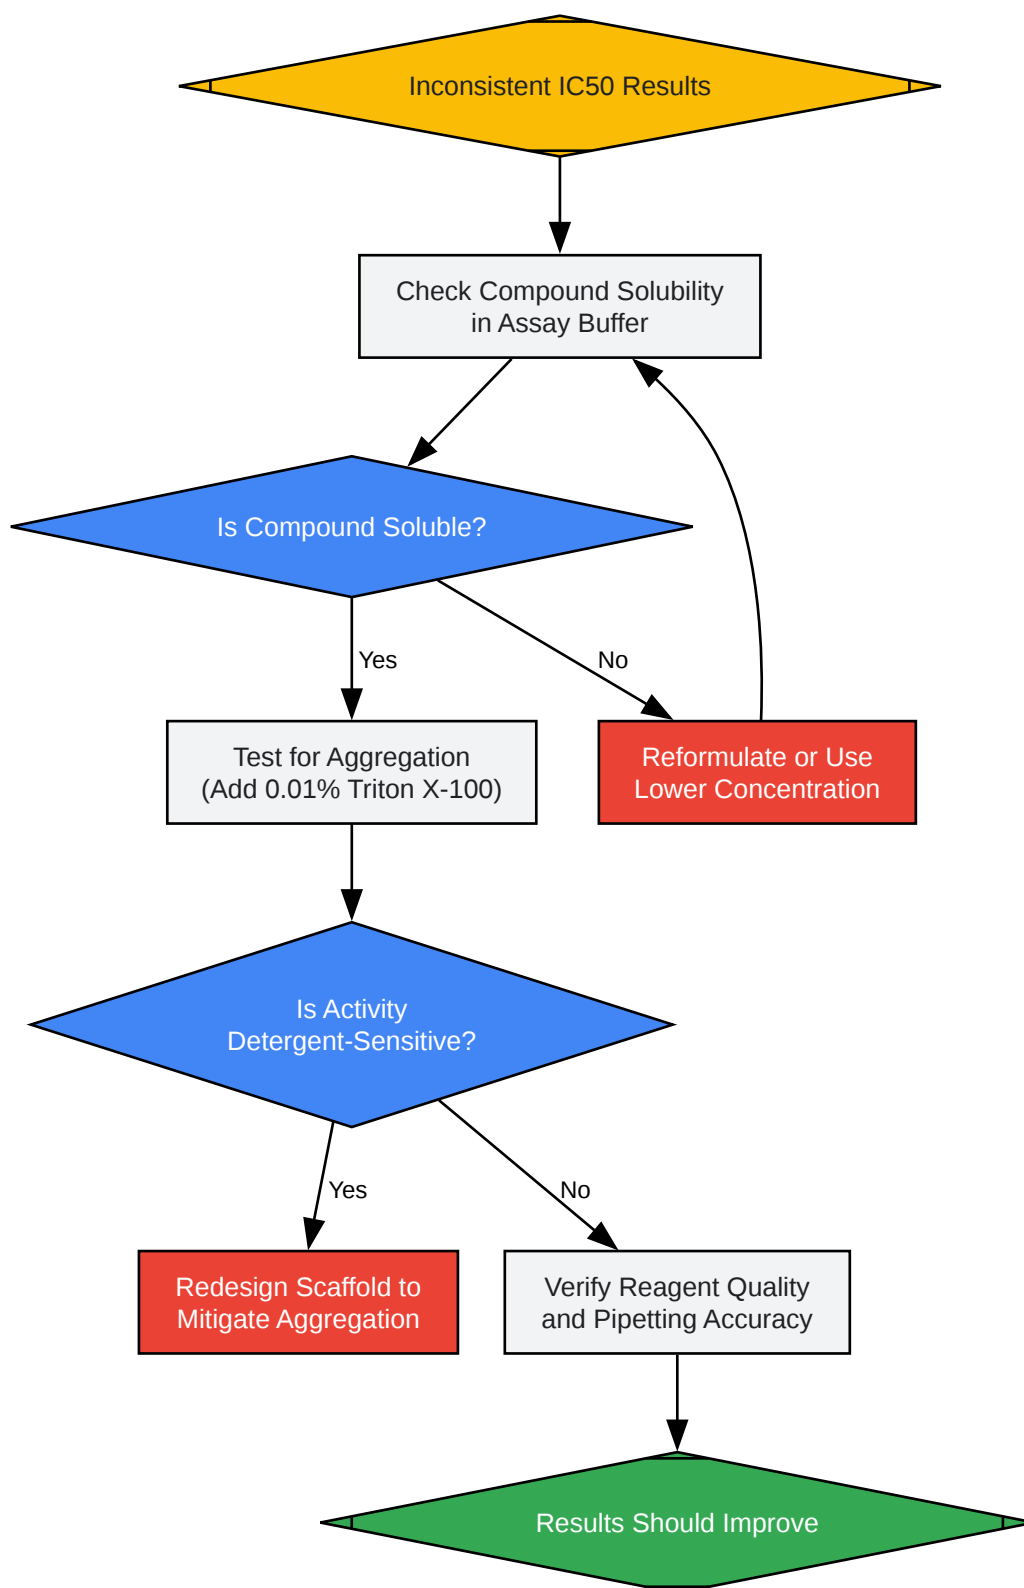 Inconsistent IC50 Results
Check Compound Solubility
in Assay Buffer
Is Compound Soluble?
Yes
No
Test for Aggregation
(Add 0.01% Triton X-100)
Reformulate or Use
Lower Concentration
Is Activity
Detergent-Sensitive?
Yes
No
Redesign Scaffold to
Mitigate Aggregation
Verify Reagent Quality
and Pipetting Accuracy
Results Should Improve